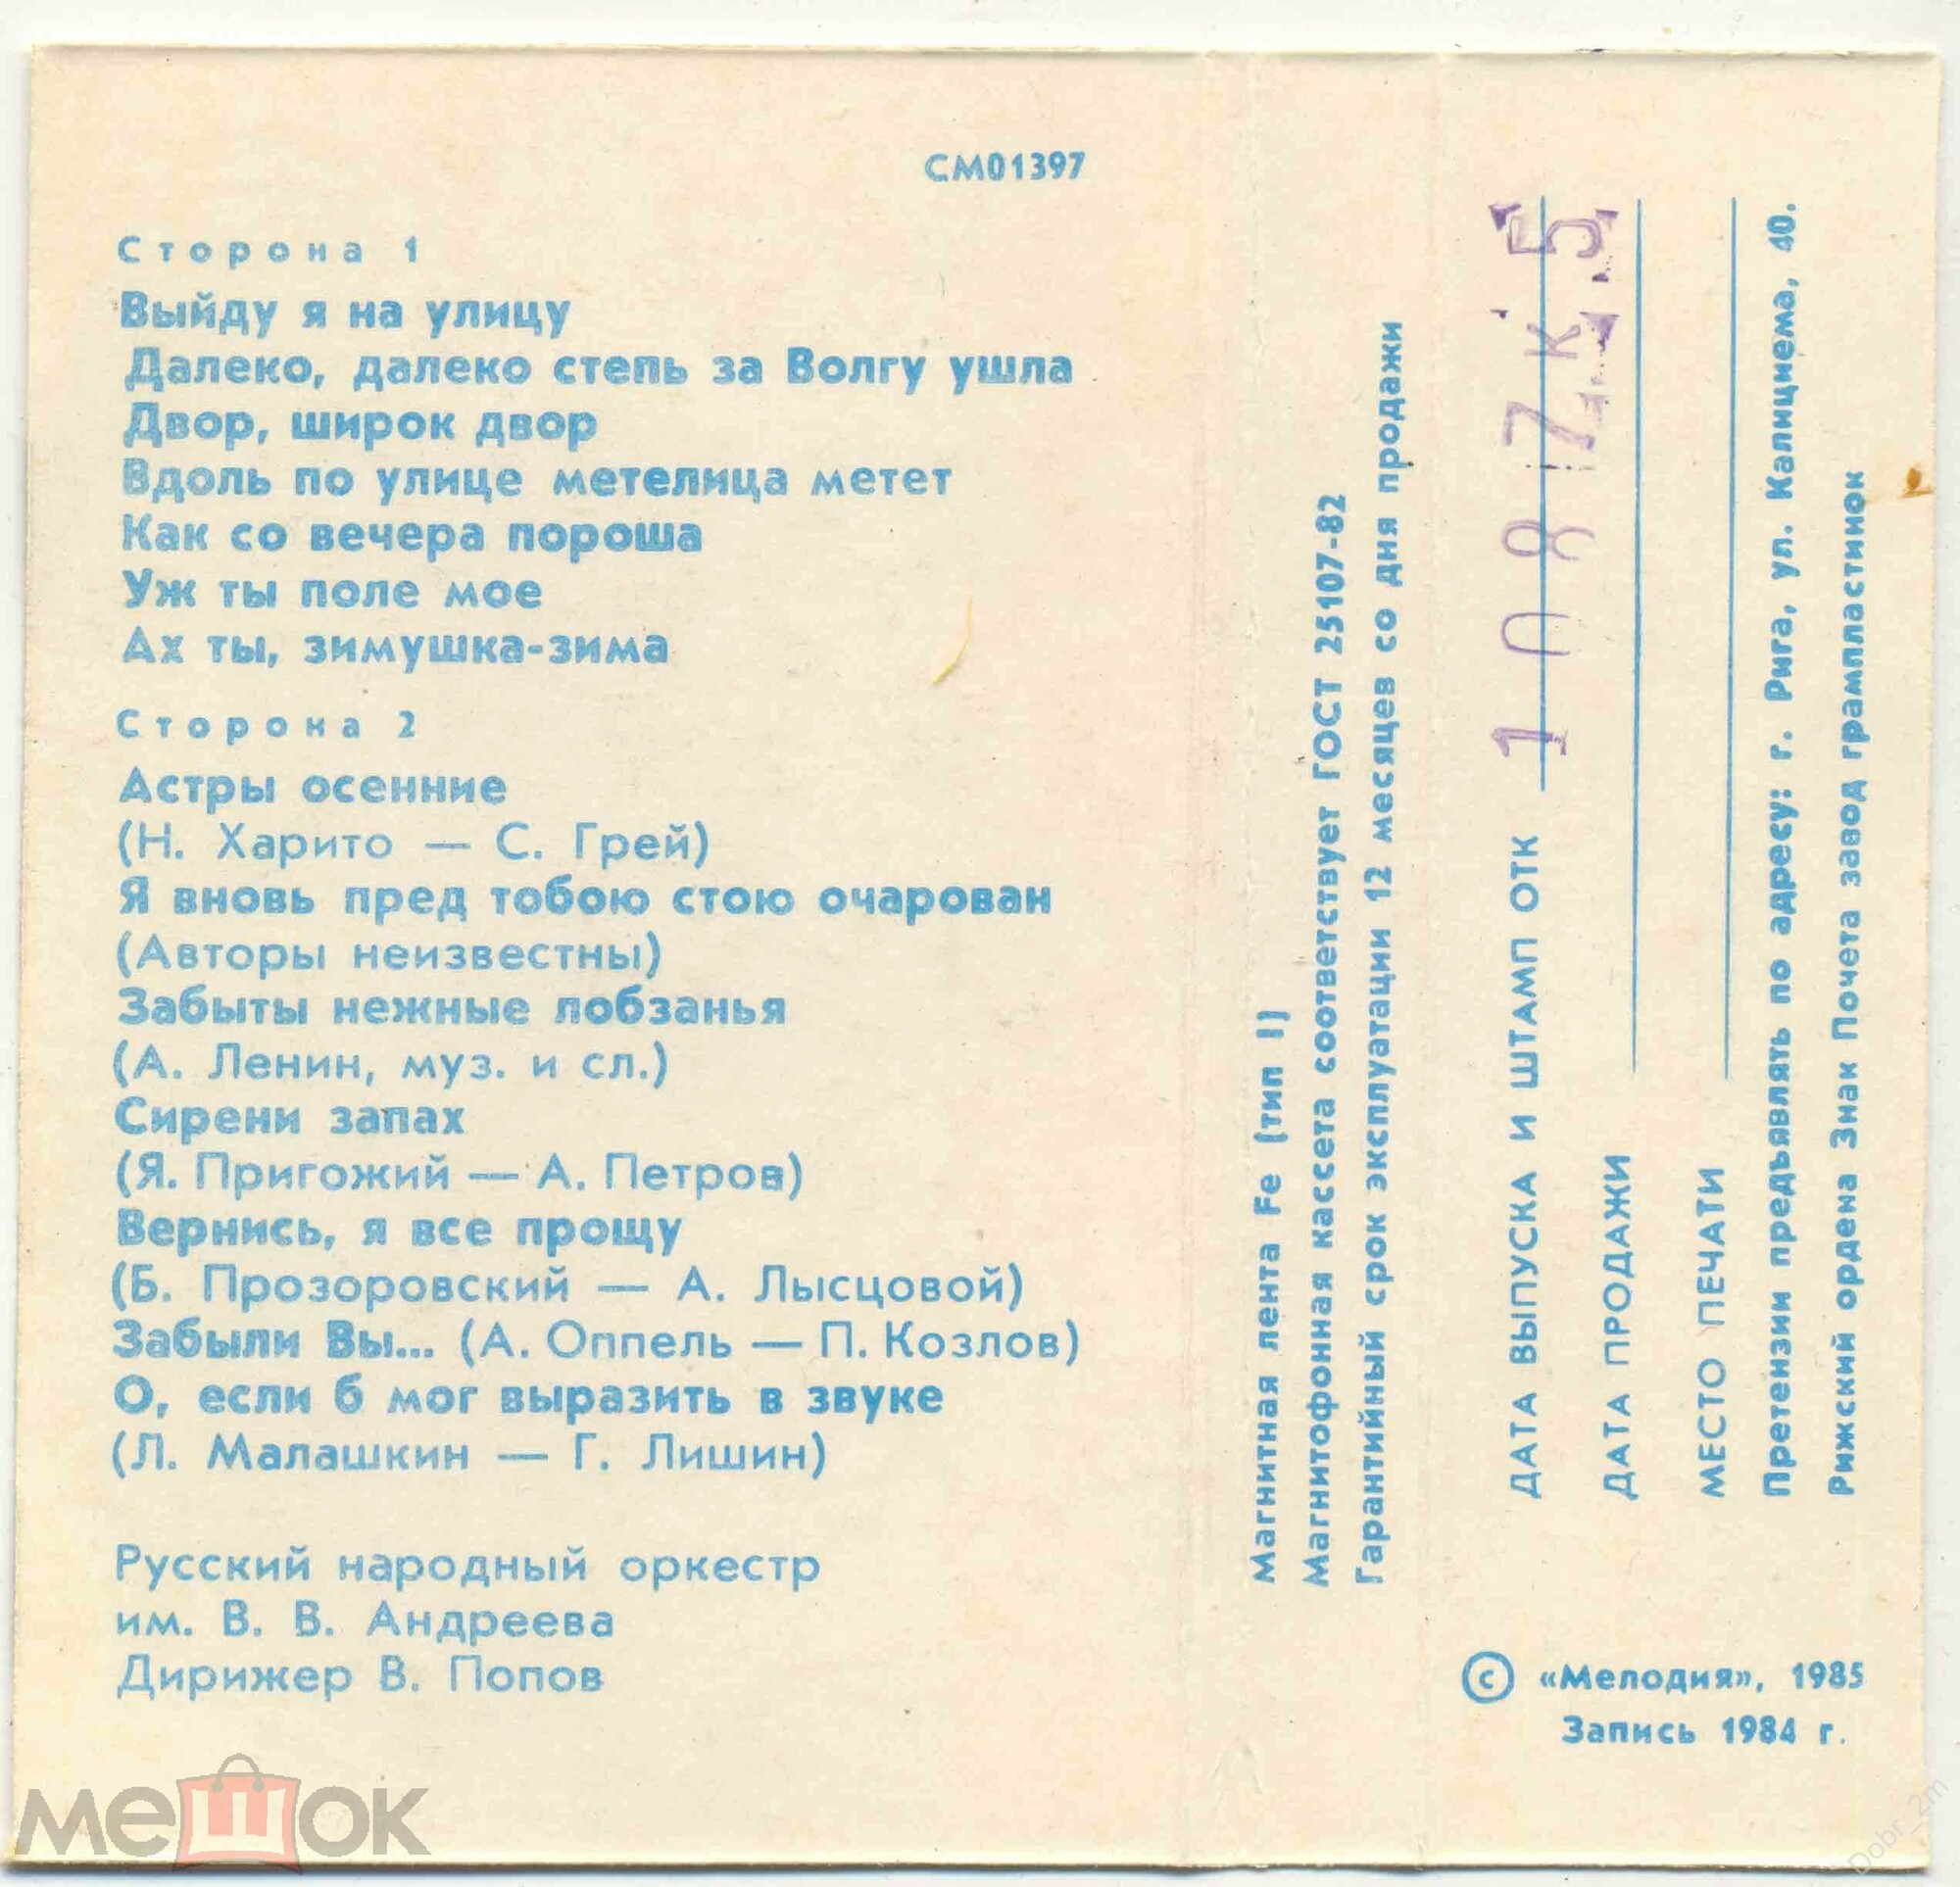 СМ01397
Сторона 1
Выйду я на улицу
Далеко, далеко степь за Волгу ушла
Двор, широк двор
Вдоль по улице метелица метет
Как со вечера пороша
Уж ты поле мое
Ах ты, зимушка-зима
Сторона 2
Астры осенние
(Н. Харито — С. Грей)
Я вновь пред тобою стою очарован
(Авторы неизвестны)
Забыты нежные лобзанья
(А. Ленин, муз. и сл.)
Сирени запах
(Я. Пригожий — А. Петров)
Вернись, я все прощу
(Б. Прозоровский — А. Лысцовой)
Забыли Вы... (А. Оппель — П. Козлов)
О, если б мог выразить в звуке
(Л. Малашкин — Г. Лишин)
Русский народный оркестр
им. В. В. Андреева
Дирижер В. Попов
Магнитная лента Fe (тип I)
Магнитофонная кассета соответствует ГОСТ 25107-82
Гарантийный срок эксплуатации 12 месяцев со дня продажи
ДАТА ВЫПУСКА И ШТАМП ОТК
ДАТА ПРОДАЖИ
МЕСТО ПЕЧАТИ
Претензии предъявлять по адресу: г. Рига, ул. Капициема, 40.
Рижский ордена Знак Почета завод грампластинок
© «Мелодия», 1985
Запись 1984 г.
мешок
Dobr_2m